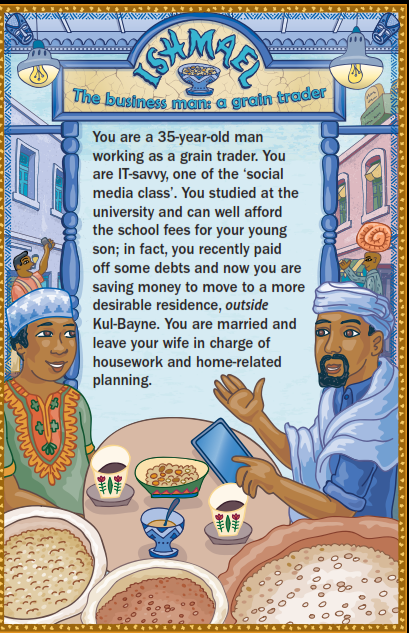 ISHMAEL
The business man: a grain trader
You are a 35-year-old man
working as a grain trader. You
are IT-savvy, one of the ‘social
media class’. You studied at the
university and can well afford
the school fees for your young
son; in fact, you recently paid
off some debts and now you are
saving money to move to a more
desirable residence, outside
Kul-Bayne. You are married and
leave your wife in charge of
housework and home-related
planning.